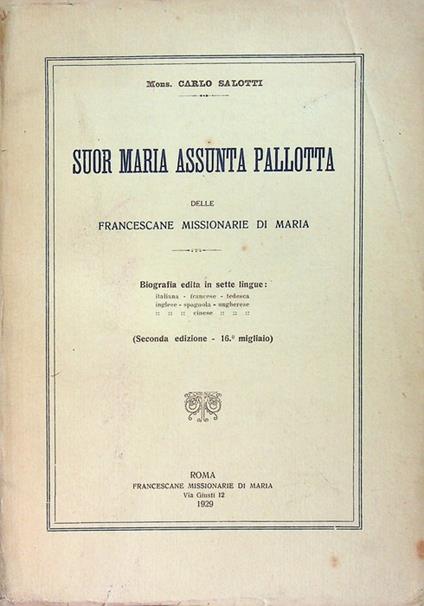 Mons. CARLO SALOTTI
SUOR MARIA ASSUNTA PALLOTTA
DELLE
FRANCESCANE MISSIONARIE DI MARIA
Biografia edita in sette lingue:
italiana - francese - tedesca
inglese - spagnola - ungherese
:: :: :: cinese :: :: ::
(Seconda edizione - 16.º migliaio)
ROMA
FRANCESCANE MISSIONARIE DI MARIA
Via Giusti 12
1929